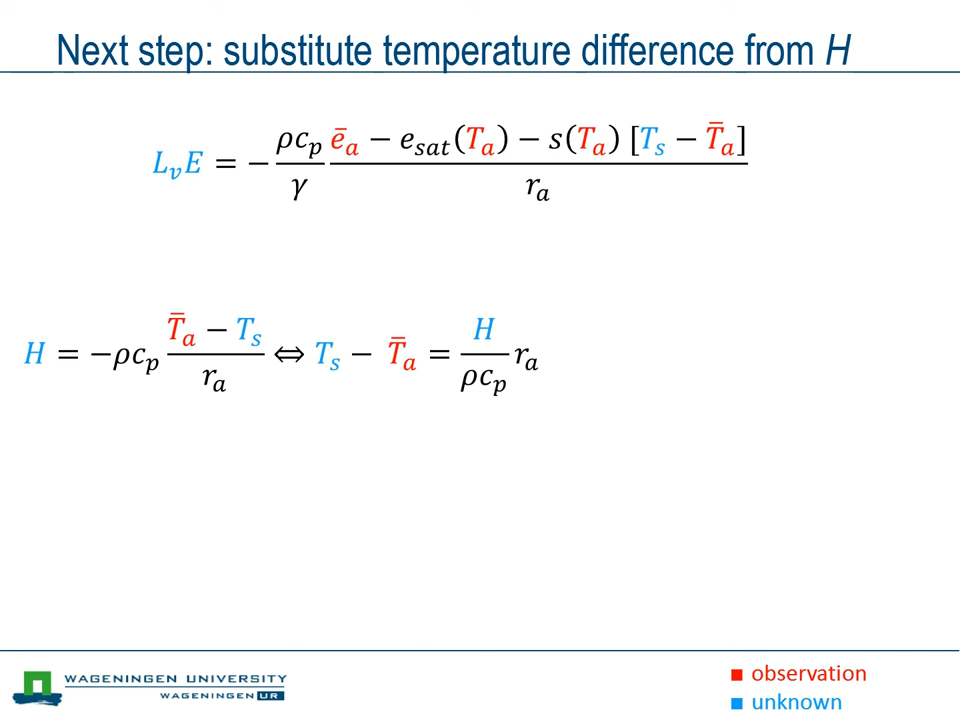 Next step: substitute temperature difference from H
L_vE = −(ρc_p/γ) (ē_a − e_sat(T_a) − s(T_a) [T_s − T̄_a])/r_a
H = −ρc_p (T̄_a − T_s)/r_a ⇔ T_s − T̄_a = (H/ρc_p) r_a
WAGENINGEN UNIVERSITY
WAGENINGEN UR
observation
unknown